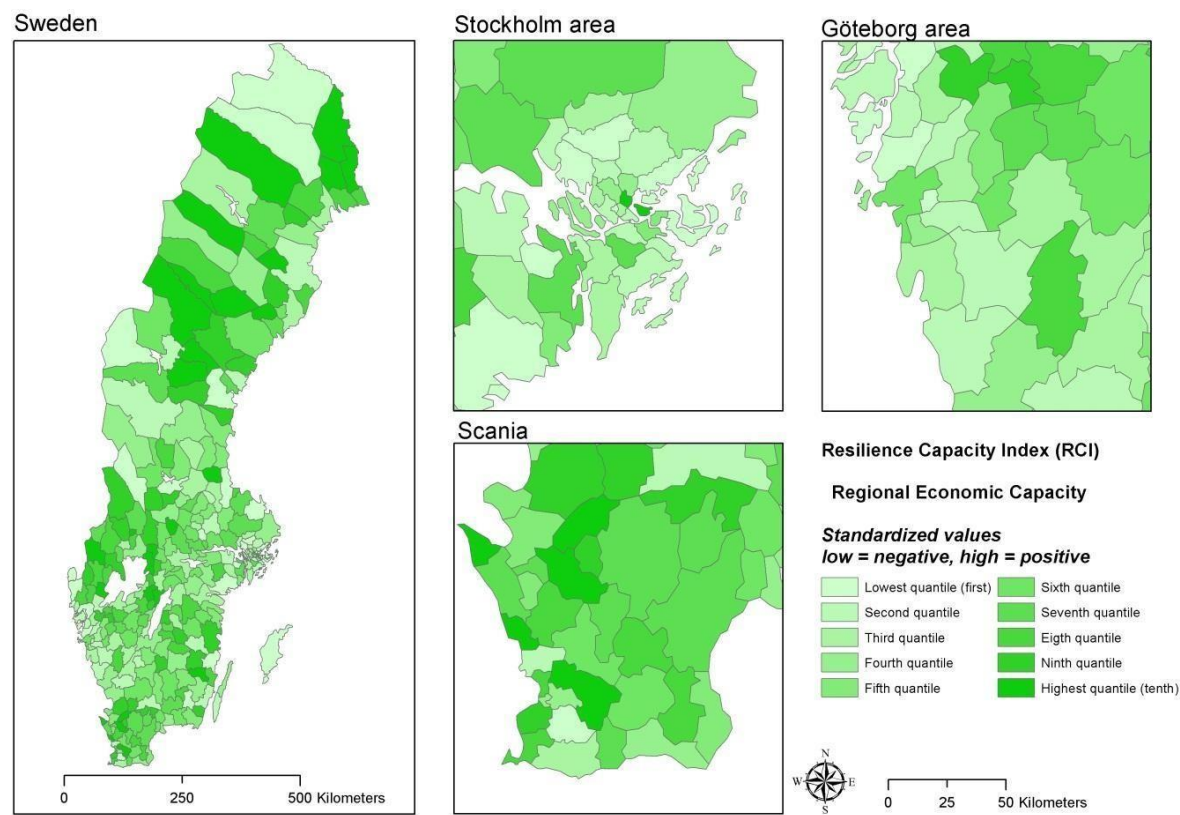 Sweden
Stockholm area
Göteborg area
Scania
Resilience Capacity Index (RCI)
Regional Economic Capacity
Standardized values
low = negative, high = positive
Lowest quantile (first)
Second quantile
Third quantile
Fourth quantile
Fifth quantile
Sixth quantile
Seventh quantile
Eigth quantile
Ninth quantile
Highest quantile (tenth)
0 250 500 Kilometers
N
W E
S
0 25 50 Kilometers